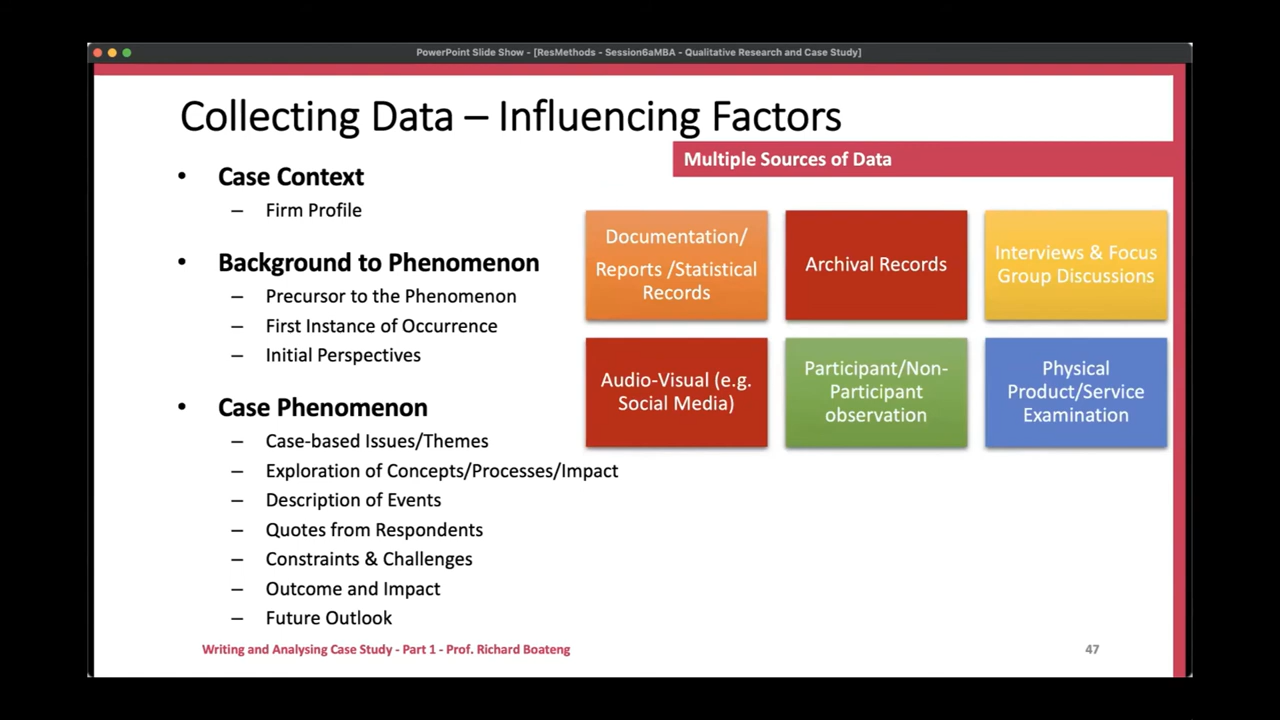 PowerPoint Slide Show - [ResMethods - Session6aMBA - Qualitative Research and Case Study]
Collecting Data – Influencing Factors
Multiple Sources of Data
• Case Context
– Firm Profile
• Background to Phenomenon
– Precursor to the Phenomenon
– First Instance of Occurrence
– Initial Perspectives
• Case Phenomenon
– Case-based Issues/Themes
– Exploration of Concepts/Processes/Impact
– Description of Events
– Quotes from Respondents
– Constraints & Challenges
– Outcome and Impact
– Future Outlook
Documentation/
Reports /Statistical
Records
Archival Records
Interviews & Focus
Group Discussions
Audio-Visual (e.g.
Social Media)
Participant/Non-
Participant
observation
Physical
Product/Service
Examination
Writing and Analysing Case Study - Part 1 - Prof. Richard Boateng
47